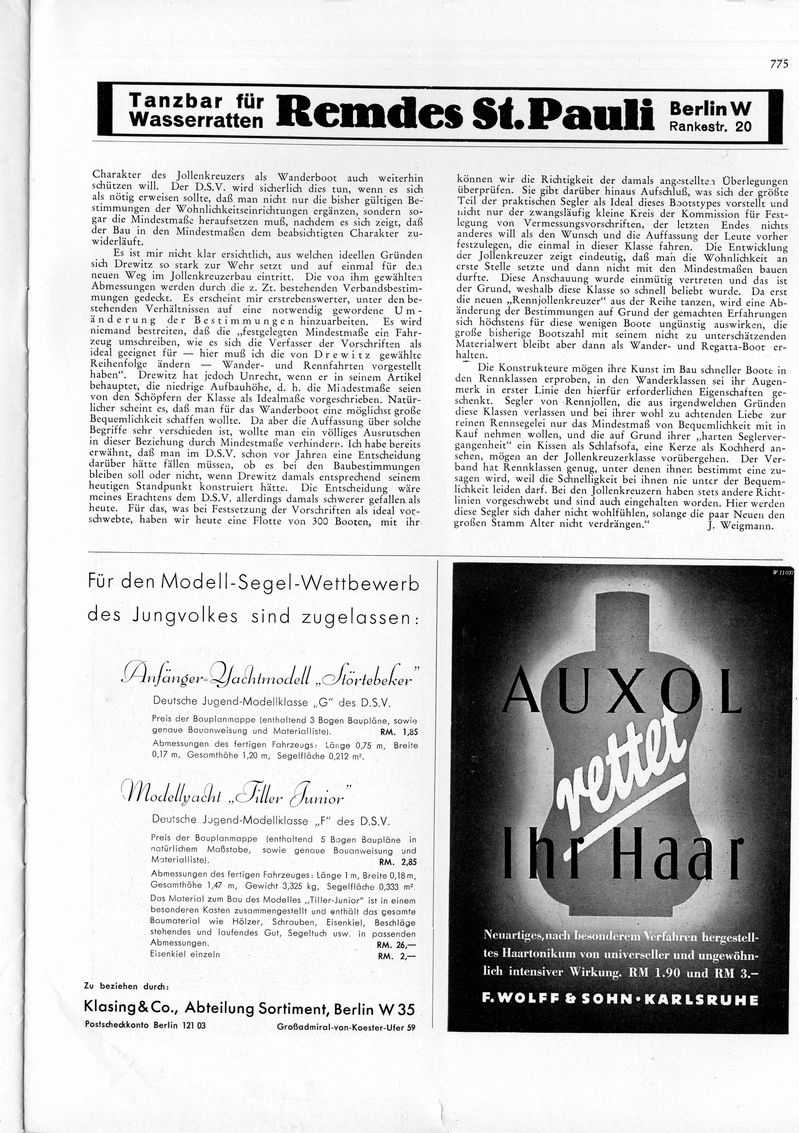 775
Tanzbar für
Wasserratten
Remdes St. Pauli
Berlin W
Rankestr. 20
Charakter des Jollenkreuzers als Wanderboot auch weiterhin
schützen will. Der D.S.V. wird sicherlich dies tun, wenn es sich
als nötig erweisen sollte, daß man nicht nur die bisher gültigen Be-
stimmungen der Wohnlichkeitseinrichtungen ergänzen, sondern so-
gar die Mindestmaße heraufsetzen muß, nachdem es sich zeigt, daß
der Bau in den Mindestmaßen dem beabsichtigten Charakter zu-
widerläuft.
Es ist mir nicht klar ersichtlich, aus welchen ideellen Gründen
sich Drewitz so stark zur Wehr setzt und auf einmal für den
neuen Weg im Jollenkreuzerbau eintritt. Die von ihm gewählten
Abmessungen werden durch die z. Zt. bestehenden Verbandsbestim-
mungen gedeckt. Es erscheint mir erstrebenswerter, unter den be-
stehenden Verhältnissen auf eine notwendig gewordene Um-
änderung der Bestimmungen hinzuarbeiten. Es wird
niemand bestreiten, daß die „festgelegten Mindestmaße ein Fahr-
zeug umschreiben, wie es sich die Verfasser der Vorschriften als
ideal geeignet für — hier muß ich die von Drewitz gewählte
Reihenfolge ändern — Wander- und Rennfahrten vorgestellt
haben“. Drewitz hat jedoch Unrecht, wenn er in seinem Artikel
behauptet, die niedrige Aufbauhöhe, d. h. die Mindestmaße seien
von den Schöpfern der Klasse als Idealmaße vorgeschrieben. Natür-
licher scheint es, daß man für das Wanderboot eine möglichst große
Bequemlichkeit schaffen wollte. Da aber die Auffassung über solche
Begriffe sehr verschieden ist, wollte man ein völliges Ausrutschen
in dieser Beziehung durch Mindestmaße verhindern. Ich habe bereits
erwähnt, daß man im D.S.V. schon vor Jahren eine Entscheidung
darüber hätte fällen müssen, ob es bei den Baubestimmungen
bleiben soll oder nicht, wenn Drewitz damals entsprechend seinem
heutigen Standpunkt konstruiert hätte. Die Entscheidung wäre
meines Erachtens dem D.S.V. allerdings damals schwerer gefallen als
heute. Für das, was bei Festsetzung der Vorschriften als ideal vor-
schwebte, haben wir heute eine Flotte von 300 Booten, mit ihr
können wir die Richtigkeit der damals angestellten Überlegungen
überprüfen. Sie gibt darüber hinaus Aufschluß, was sich der größte
Teil der praktischen Segler als Ideal dieses Bootstypes vorstellt und
nicht nur der zwangsläufig kleine Kreis der Kommission für Fest-
legung von Vermessungsvorschriften, der letzten Endes nichts
anderes will als den Wunsch und die Auffassung der Leute vorher
festzulegen, die einmal in dieser Klasse fahren. Die Entwicklung
der Jollenkreuzer zeigt eindeutig, daß man die Wohnlichkeit an
erste Stelle setzte und dann nicht mit den Mindestmaßen bauen
durfte. Diese Anschauung wurde einmütig vertreten und das ist
der Grund, weshalb diese Klasse so schnell beliebt wurde. Da erst
die neuen „Rennjollenkreuzer“ aus der Reihe tanzen, wird eine Ab-
änderung der Bestimmungen auf Grund der gemachten Erfahrungen
sich höchstens für diese wenigen Boote ungünstig auswirken, die
große bisherige Bootszahl mit seinem nicht zu unterschätzenden
Materialwert bleibt aber dann als Wander- und Regatta-Boot er-
halten.
Die Konstrukteure mögen ihre Kunst im Bau schneller Boote in
den Rennklassen erproben, in den Wanderklassen sei ihr Augen-
merk in erster Linie den hierfür erforderlichen Eigenschaften ge-
schenkt. Segler von Rennjollen, die aus irgendwelchen Gründen
diese Klassen verlassen und bei ihrer wohl zu achtenden Liebe zur
reinen Rennsegelei nur das Mindestmaß von Bequemlichkeit mit in
Kauf nehmen wollen, und die auf Grund ihrer „harten Seglerver-
gangenheit“ ein Kissen als Schlafsofa, eine Kerze als Kochherd an-
sehen, mögen an der Jollenkreuzerklasse vorübergehen. Der Ver-
band hat Rennklassen genug, unter denen ihnen bestimmt eine zu-
sagen wird, weil die Schnelligkeit bei ihnen nie unter der Bequem-
lichkeit leiden darf. Bei den Jollenkreuzern haben stets andere Richt-
linien vorgeschwebt und sind auch eingehalten worden. Hier werden
diese Segler sich daher nicht wohlfühlen, solange die paar Neuen den
großen Stamm Alter nicht verdrängen.“ J. Weigmann.
Für den Modell-Segel-Wettbewerb
des Jungvolkes sind zugelassen:
Anfänger-Yachtmodell „Störtebeker“
Deutsche Jugend-Modellklasse „G“ des D.S.V.
Preis der Bauplanmappe (enthaltend 3 Bogen Baupläne, sowie
genaue Bauanweisung und Materialliste). RM. 1,85
Abmessungen des fertigen Fahrzeugs: Länge 0,75 m, Breite
0,17 m, Gesamthöhe 1,20 m, Segelfläche 0,212 m².
Modellyacht „Tiller Junior“
Deutsche Jugend-Modellklasse „F“ des D.S.V.
Preis der Bauplanmappe (enthaltend 5 Bogen Baupläne in
natürlichem Maßstabe, sowie genaue Bauanweisung und
Materialliste). RM. 2,85
Abmessungen des fertigen Fahrzeuges: Länge 1 m, Breite 0,18 m,
Gesamthöhe 1,47 m, Gewicht 3,325 kg, Segelfläche 0,333 m².
Das Material zum Bau des Modelles „Tiller-Junior“ ist in einem
besonderen Kasten zusammengestellt und enthält das gesamte
Baumaterial wie Hölzer, Schrauben, Eisenkiel, Beschläge
stehendes und laufendes Gut, Segeltuch usw. in passenden
Abmessungen. RM. 26,—
Eisenkiel einzeln RM. 2,—
Zu beziehen durch:
Klasing & Co., Abteilung Sortiment, Berlin W 35
Postscheckkonto Berlin 121 03 Großadmiral-von-Koester-Ufer 59
AUXOL
rettet
Ihr Haar
Neuartiges, nach besonderem Verfahren hergestell-
tes Haartonikum von universeller und ungewöhn-
lich intensiver Wirkung. RM 1.90 und RM 3.—
F. WOLFF & SOHN • KARLSRUHE